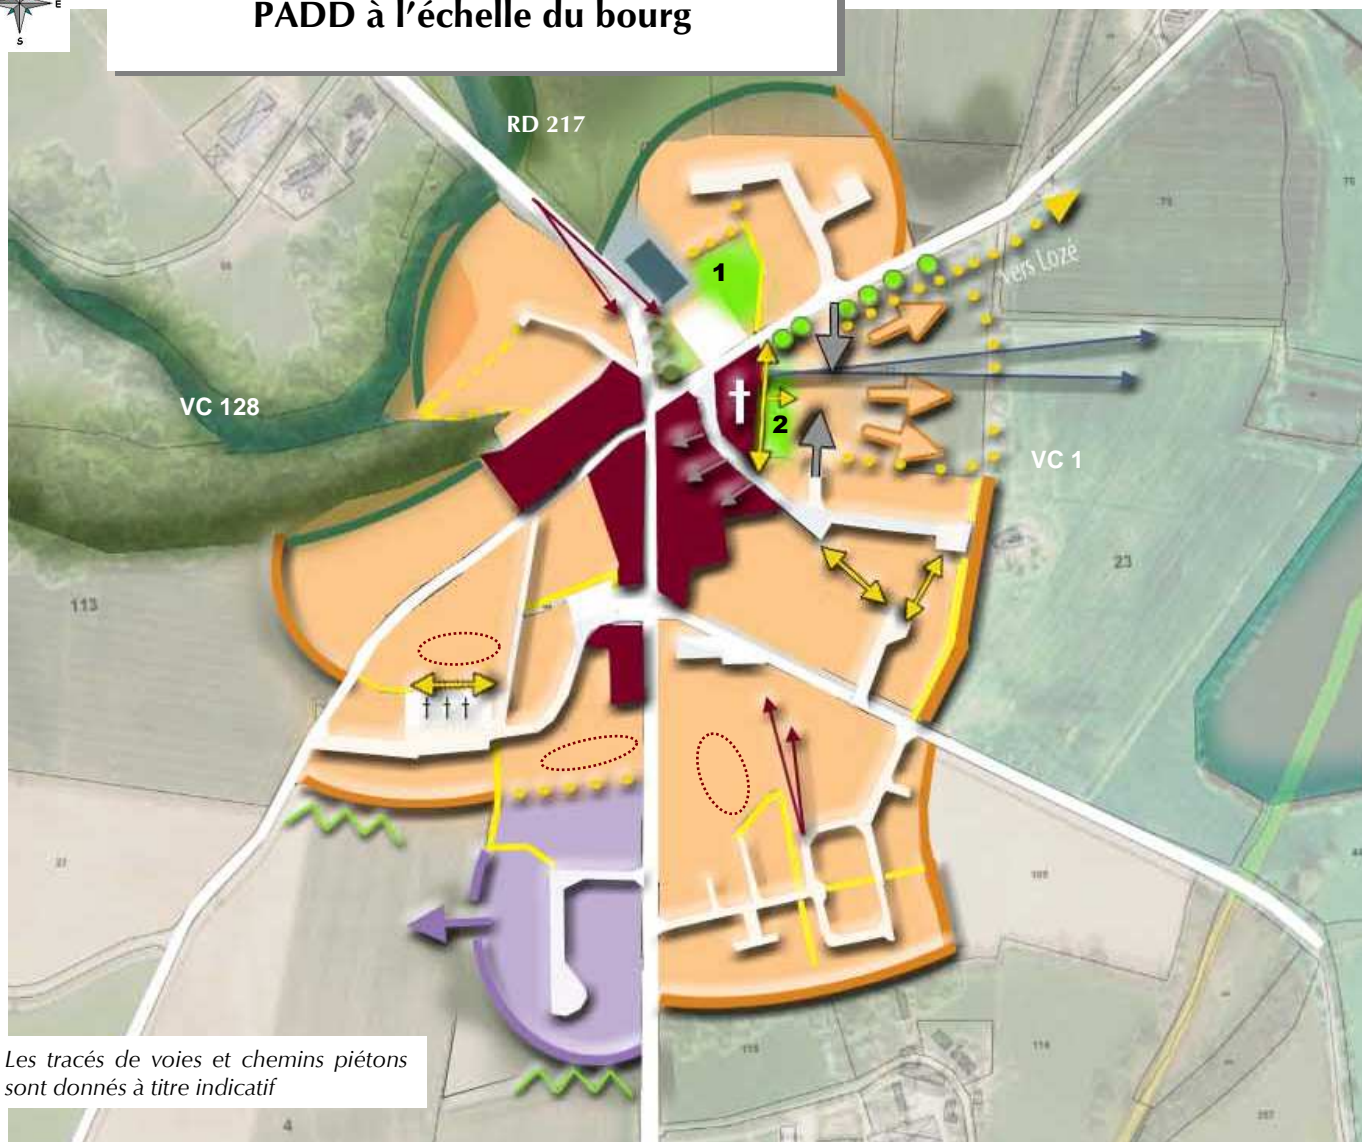 E
S
PADD à l'échelle du bourg
RD 217
1
vers Lozé
VC 128
2
VC 1
23
113
4
Les tracés de voies et chemins piétons
sont donnés à titre indicatif